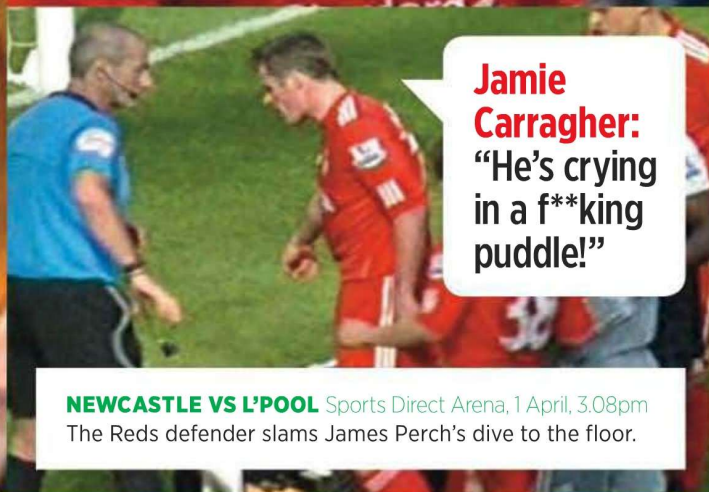 Jamie
Carragher:
“He’s crying
in a f**king
puddle!”
38
NEWCASTLE VS L’POOL Sports Direct Arena, 1 April, 3.08pm
The Reds defender slams James Perch’s dive to the floor.